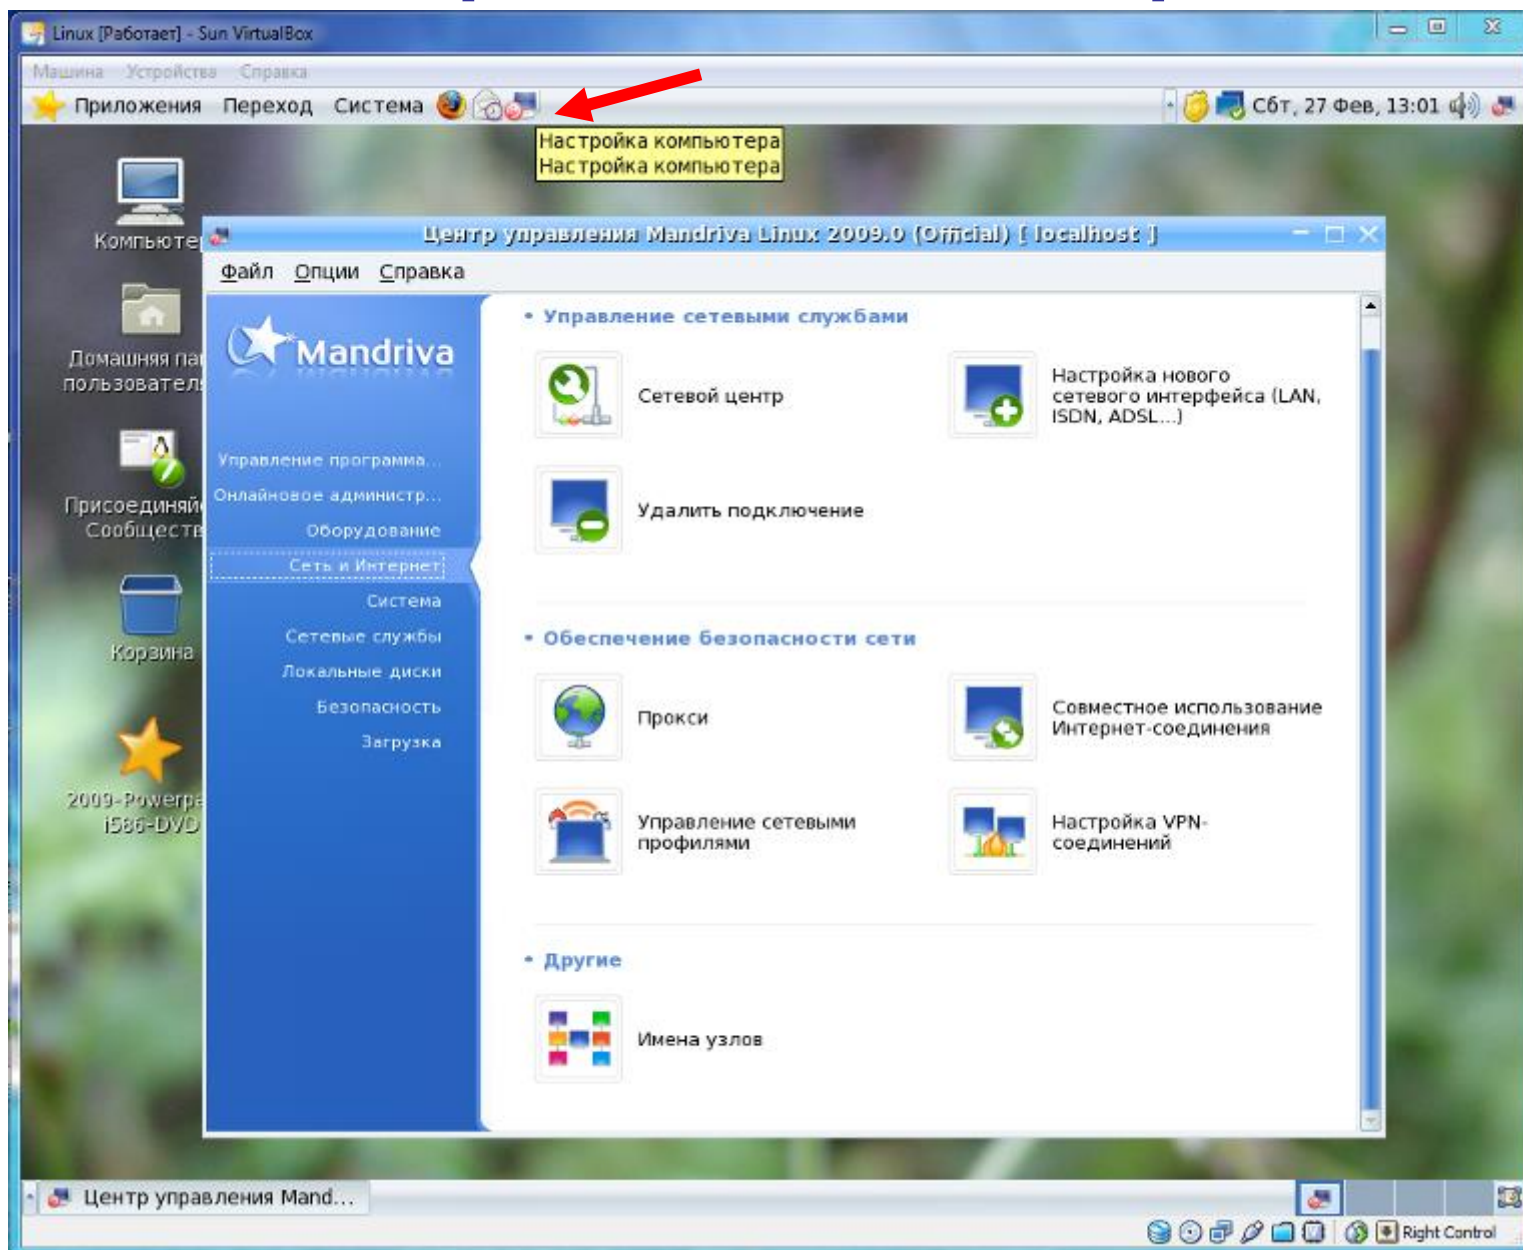 Linux [Работает] - Sun VirtualBox
Машина Устройства Справка
Приложения Переход Система
Сбт, 27 Фев, 13:01
Настройка компьютера
Настройка компьютера
Компьютер
Центр управления Mandriva Linux 2009.0 (Official) [ localhost ]
Файл Опции Справка
Домашняя пап
пользователя
Присоединяй
Сообществ
Корзина
2009-Powerpa
i586-DVD
Mandriva
Управление программа...
Онлайновое администр...
Оборудование
Сеть и Интернет
Система
Сетевые службы
Локальные диски
Безопасность
Загрузка
• Управление сетевыми службами
Сетевой центр
Настройка нового
сетевого интерфейса (LAN,
ISDN, ADSL...)
Удалить подключение
• Обеспечение безопасности сети
Прокси
Совместное использование
Интернет-соединения
Управление сетевыми
профилями
Настройка VPN-
соединений
• Другие
Имена узлов
Центр управления Mand...
Right Control